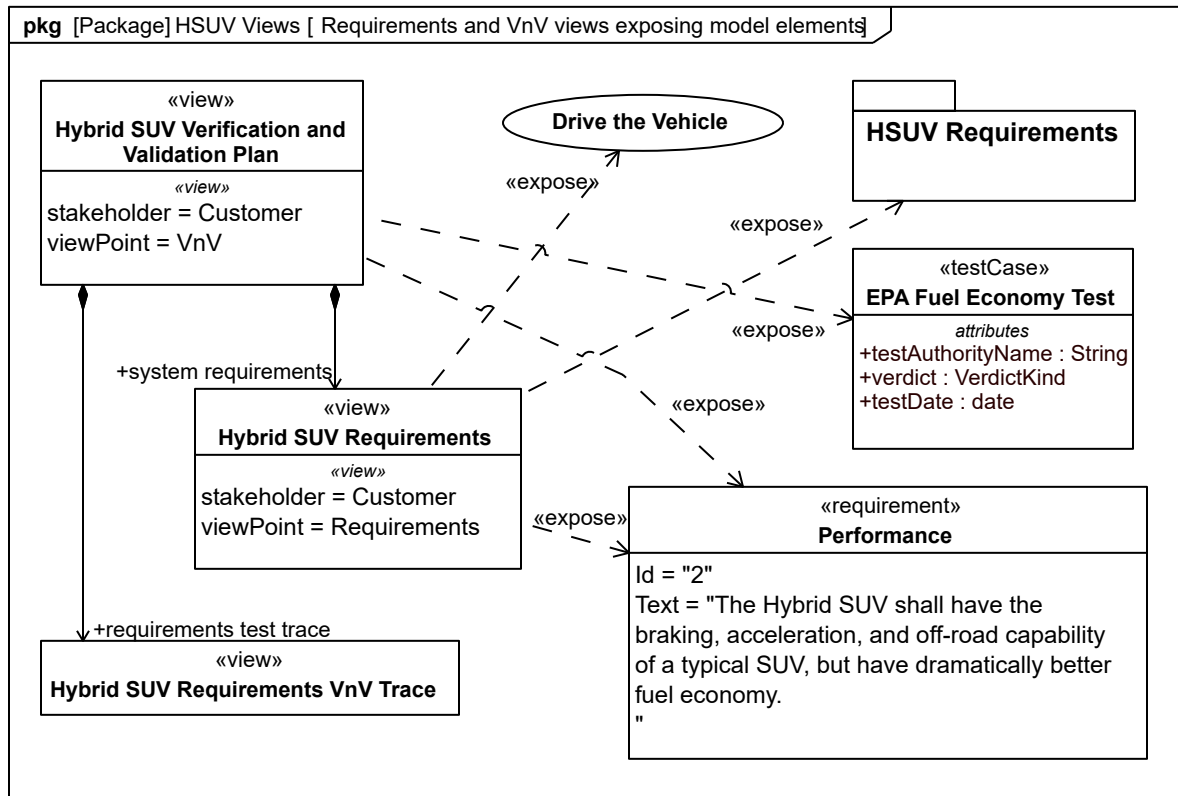 pkg [Package] HSUV Views [ Requirements and VnV views exposing model elements]
«view»
Hybrid SUV Verification and
Validation Plan
«view»
stakeholder = Customer
viewPoint = VnV
Drive the Vehicle
HSUV Requirements
«expose»
«expose»
«testCase»
EPA Fuel Economy Test
attributes
+testAuthorityName : String
+verdict : VerdictKind
+testDate : date
«expose»
«expose»
+system requirements
«view»
Hybrid SUV Requirements
«view»
stakeholder = Customer
viewPoint = Requirements
«expose»
«requirement»
Performance
Id = "2"
Text = "The Hybrid SUV shall have the
braking, acceleration, and off-road capability
of a typical SUV, but have dramatically better
fuel economy.
"
+requirements test trace
«view»
Hybrid SUV Requirements VnV Trace